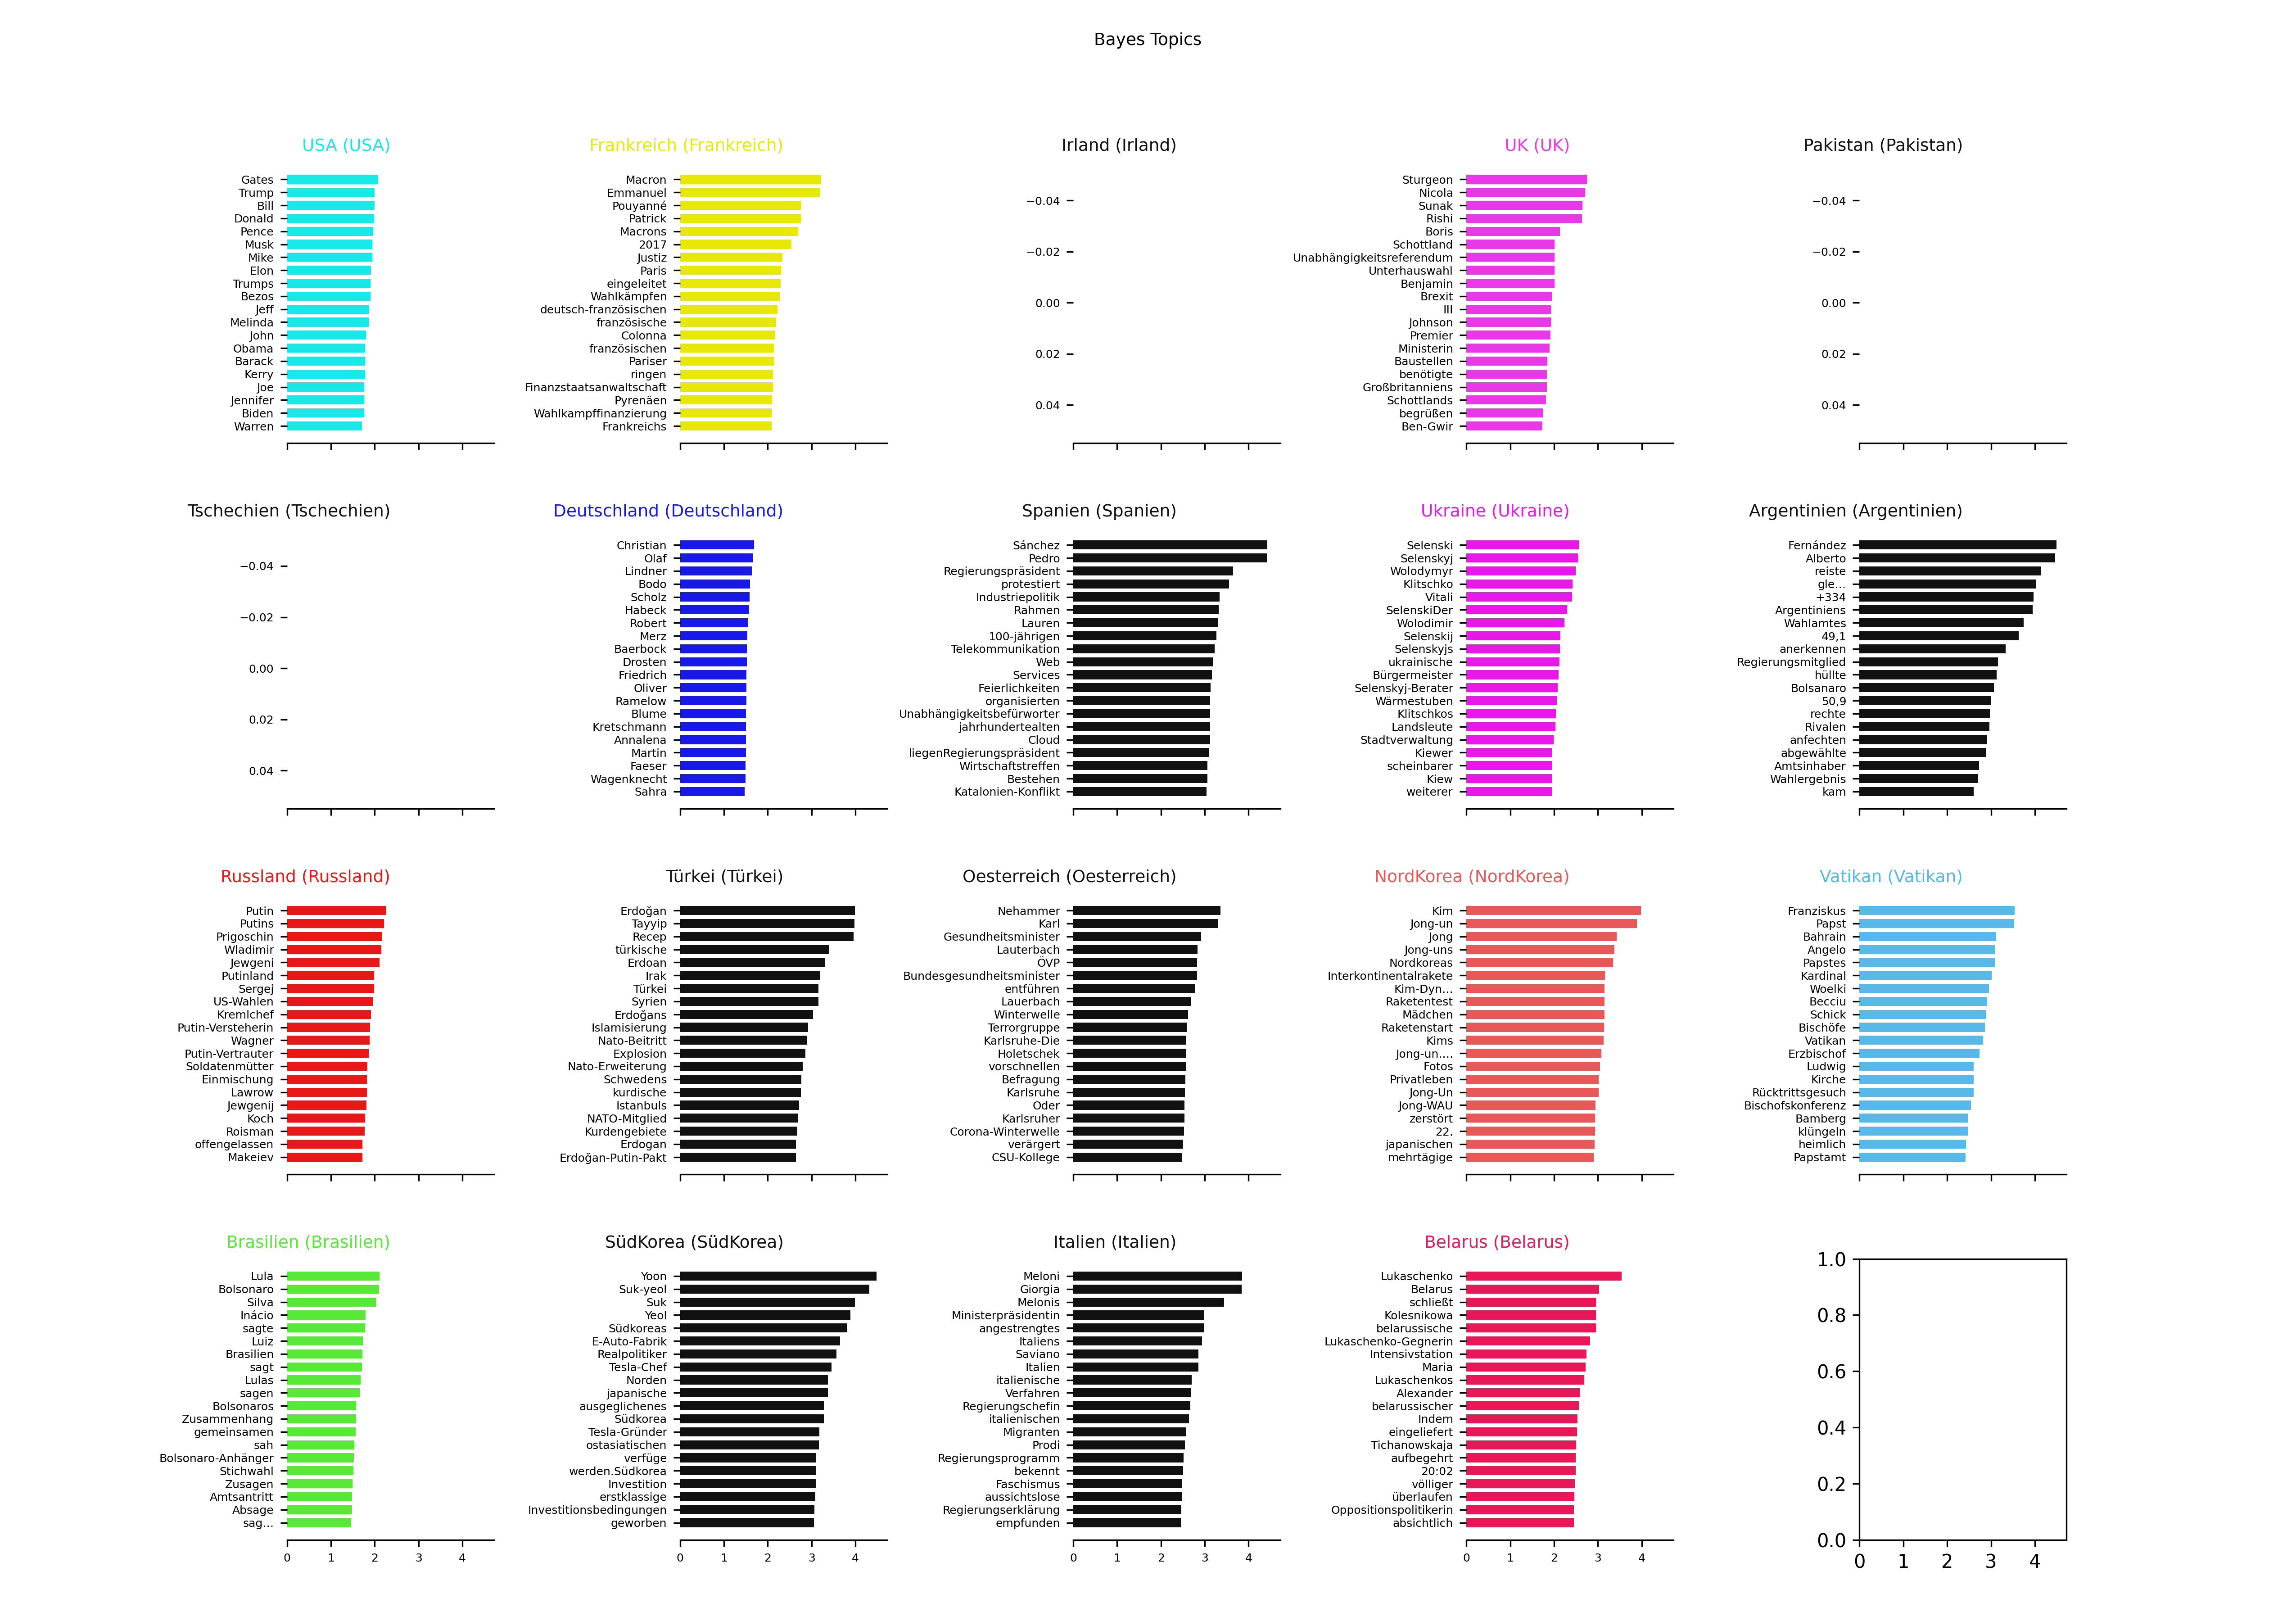 Bayes Topics
USA (USA)
Gates
Trump
Bill
Donald
Pence
Musk
Mike
Elon
Trumps
Bezos
Jeff
Melinda
John
Obama
Barack
Kerry
Joe
Jennifer
Biden
Warren
Frankreich (Frankreich)
Macron
Emmanuel
Pouyanné
Patrick
Macrons
2017
Justiz
Paris
eingeleitet
Wahlkämpfen
deutsch-französischen
französische
Colonna
französischen
Pariser
ringen
Finanzstaatsanwaltschaft
Pyrenäen
Wahlkampffinanzierung
Frankreichs
Irland (Irland)
−0.04
−0.02
0.00
0.02
0.04
UK (UK)
Sturgeon
Nicola
Sunak
Rishi
Boris
Schottland
Unabhängigkeitsreferendum
Unterhauswahl
Benjamin
Brexit
III
Johnson
Premier
Ministerin
Baustellen
benötigte
Großbritanniens
Schottlands
begrüßen
Ben-Gwir
Pakistan (Pakistan)
−0.04
−0.02
0.00
0.02
0.04
Tschechien (Tschechien)
−0.04
−0.02
0.00
0.02
0.04
Deutschland (Deutschland)
Christian
Olaf
Lindner
Bodo
Scholz
Habeck
Robert
Merz
Baerbock
Drosten
Friedrich
Oliver
Ramelow
Blume
Kretschmann
Annalena
Martin
Faeser
Wagenknecht
Sahra
Spanien (Spanien)
Sánchez
Pedro
Regierungspräsident
protestiert
Industriepolitik
Rahmen
Lauren
100-jährigen
Telekommunikation
Web
Services
Feierlichkeiten
organisierten
Unabhängigkeitsbefürworter
jahrhundertealten
Cloud
liegenRegierungspräsident
Wirtschaftstreffen
Bestehen
Katalonien-Konflikt
Ukraine (Ukraine)
Selenski
Selenskyj
Wolodymyr
Klitschko
Vitali
SelenskiDer
Wolodimir
Selenskij
Selenskyjs
ukrainische
Bürgermeister
Selenskyj-Berater
Wärmestuben
Klitschkos
Landsleute
Stadtverwaltung
Kiewer
scheinbarer
Kiew
weiterer
Argentinien (Argentinien)
Fernández
Alberto
reiste
gle...
+334
Argentiniens
Wahlamtes
49,1
anerkennen
Regierungsmitglied
hüllte
Bolsanaro
50,9
rechte
Rivalen
anfechten
abgewählte
Amtsinhaber
Wahlergebnis
kam
Russland (Russland)
Putin
Putins
Prigoschin
Wladimir
Jewgeni
Putinland
Sergej
US-Wahlen
Kremlchef
Putin-Versteherin
Wagner
Putin-Vertrauter
Soldatenmütter
Einmischung
Lawrow
Jewgenij
Koch
Roisman
offengelassen
Makeiev
Türkei (Türkei)
Erdoğan
Tayyip
Recep
türkische
Erdoan
Irak
Türkei
Syrien
Erdoğans
Islamisierung
Nato-Beitritt
Explosion
Nato-Erweiterung
Schwedens
kurdische
Istanbuls
NATO-Mitglied
Kurdengebiete
Erdogan
Erdoğan-Putin-Pakt
Oesterreich (Oesterreich)
Nehammer
Karl
Gesundheitsminister
Lauterbach
ÖVP
Bundesgesundheitsminister
entführen
Lauerbach
Winterwelle
Terrorgruppe
Karlsruhe-Die
Holetschek
vorschnellen
Befragung
Karlsruhe
Oder
Karlsruher
Corona-Winterwelle
verärgert
CSU-Kollege
NordKorea (NordKorea)
Kim
Jong-un
Jong
Jong-uns
Nordkoreas
Interkontinentalrakete
Kim-Dyn...
Raketentest
Mädchen
Raketenstart
Kims
Jong-un....
Fotos
Privatleben
Jong-Un
Jong-WAU
zerstört
22.
japanischen
mehrtägige
Vatikan (Vatikan)
Franziskus
Papst
Bahrain
Angelo
Papstes
Kardinal
Woelki
Becciu
Schick
Bischöfe
Vatikan
Erzbischof
Ludwig
Kirche
Rücktrittsgesuch
Bischofskonferenz
Bamberg
klüngeln
heimlich
Papstamt
Brasilien (Brasilien)
Lula
Bolsonaro
Silva
Inácio
sagte
Luiz
Brasilien
sagt
Lulas
sagen
Bolsonaros
Zusammenhang
gemeinsamen
sah
Bolsonaro-Anhänger
Stichwahl
Zusagen
Amtsantritt
Absage
sag...
0 1 2 3 4
SüdKorea (SüdKorea)
Yoon
Suk-yeol
Suk
Yeol
Südkoreas
E-Auto-Fabrik
Realpolitiker
Tesla-Chef
Norden
japanische
ausgeglichenes
Südkorea
Tesla-Gründer
ostasiatischen
verfüge
werden.Südkorea
Investition
erstklassige
Investitionsbedingungen
geworben
0 1 2 3 4
Italien (Italien)
Meloni
Giorgia
Melonis
Ministerpräsidentin
angestrengtes
Italiens
Saviano
Italien
italienische
Verfahren
Regierungschefin
italienischen
Migranten
Prodi
Regierungsprogramm
bekennt
Faschismus
aussichtslose
Regierungserklärung
empfunden
0 1 2 3 4
Belarus (Belarus)
Lukaschenko
Belarus
schließt
Kolesnikowa
belarussische
Lukaschenko-Gegnerin
Intensivstation
Maria
Lukaschenkos
Alexander
belarussischer
Indem
eingeliefert
Tichanowskaja
aufbegehrt
20:02
völliger
überlaufen
Oppositionspolitikerin
absichtlich
0 1 2 3 4
1.0
0.8
0.6
0.4
0.2
0.0
0 1 2 3 4